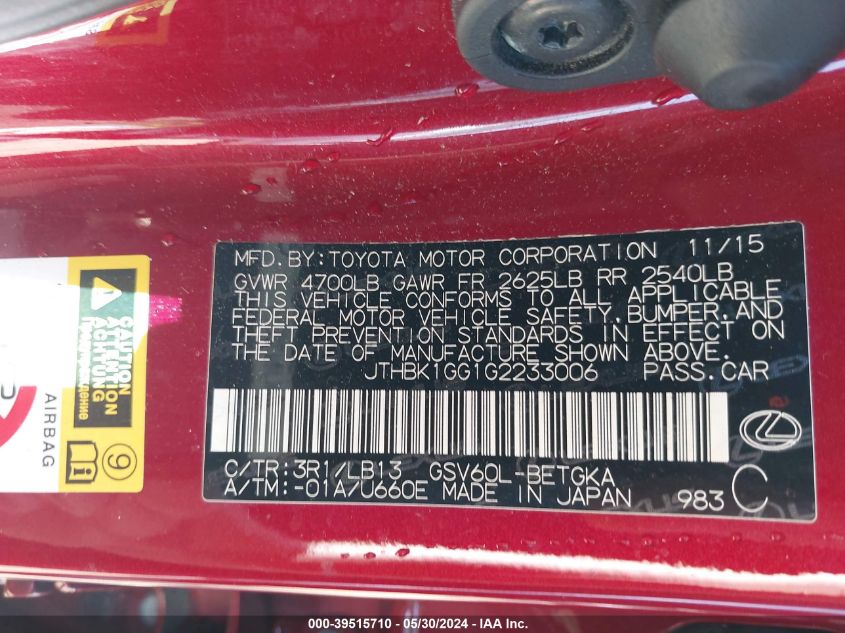 MFD. BY: TOYOTA MOTOR CORPORATION 11/15
GVWR 4700LB GAWR FR 2625LB RR 2540LB
THIS VEHICLE CONFORMS TO ALL APPLICABLE
FEDERAL MOTOR VEHICLE SAFETY, BUMPER, AND
THEFT PREVENTION STANDARDS IN EFFECT ON
THE DATE OF MANUFACTURE SHOWN ABOVE.
JTHBK1GG1G2233006 PASS. CAR
C/TR: 3R1/LB13 GSV60L-BETGKA
A/TM: -01A/U660E MADE IN JAPAN 983 C
CAUTION
ACHTUNG
AIRBAG
9
000-39515710 - 05/30/2024 - IAA Inc.